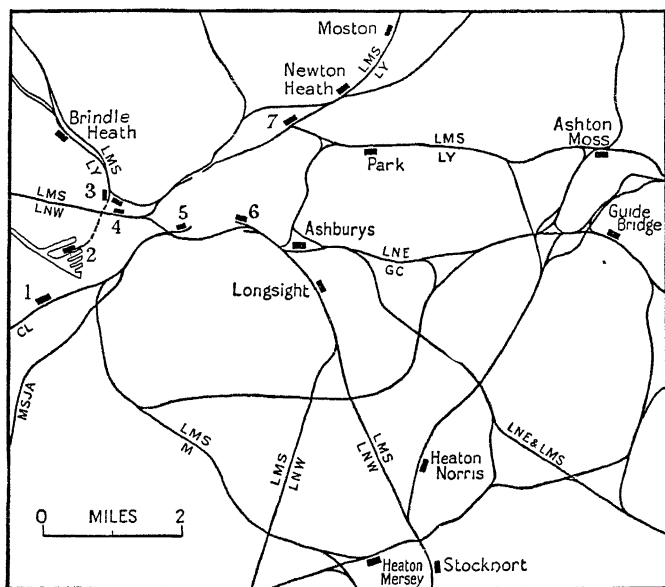 Moston
LMS
LY
Newton
Heath
7
Brindle
Heath
LMS
LY
LMS
LY
Park
Ashton
Moss
3
LMS
LNW
4
5
6
Ashburys
Guide
Bridge
2
LNE
GC
1
Longsight
CL
MSJA
LMS
M
LMS
LNW
LMS
LNW
LNE & LMS
Heaton
Norris
0 MILES 2
Heaton
Mersey
Stockport